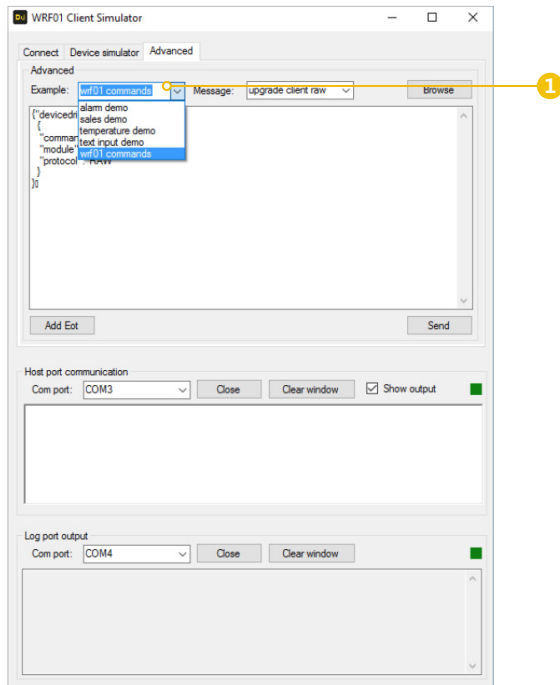 DU WRF01 Client Simulator
Connect Device simulator Advanced
Advanced
Example: wrf01 commands Message: upgrade client raw Browse
1
alarm demo
sales demo
temperature demo
text input demo
wrf01 commands
{"devicedr
{
"comman
"module"
"protocol" : "RAW"
}
}
Add Eot Send
Host port communication
Com port: COM3 Close Clear window Show output
Log port output
Com port: COM4 Close Clear window